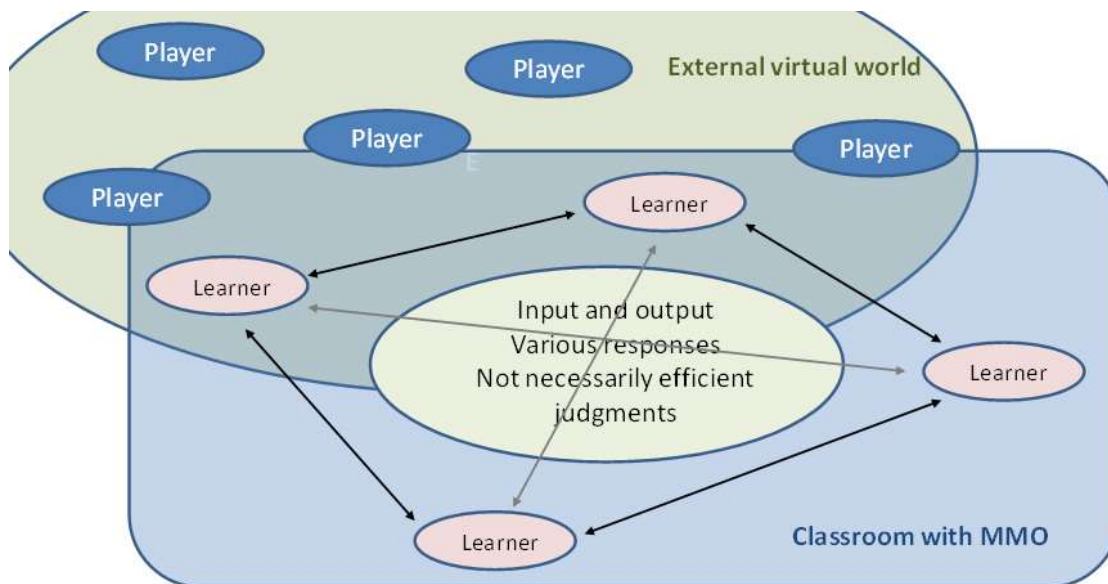 Player
Player
External virtual world
Player
Player
E
Player
Learner
Learner
Input and output
Various responses
Not necessarily efficient
judgments
Learner
Learner
Classroom with MMO